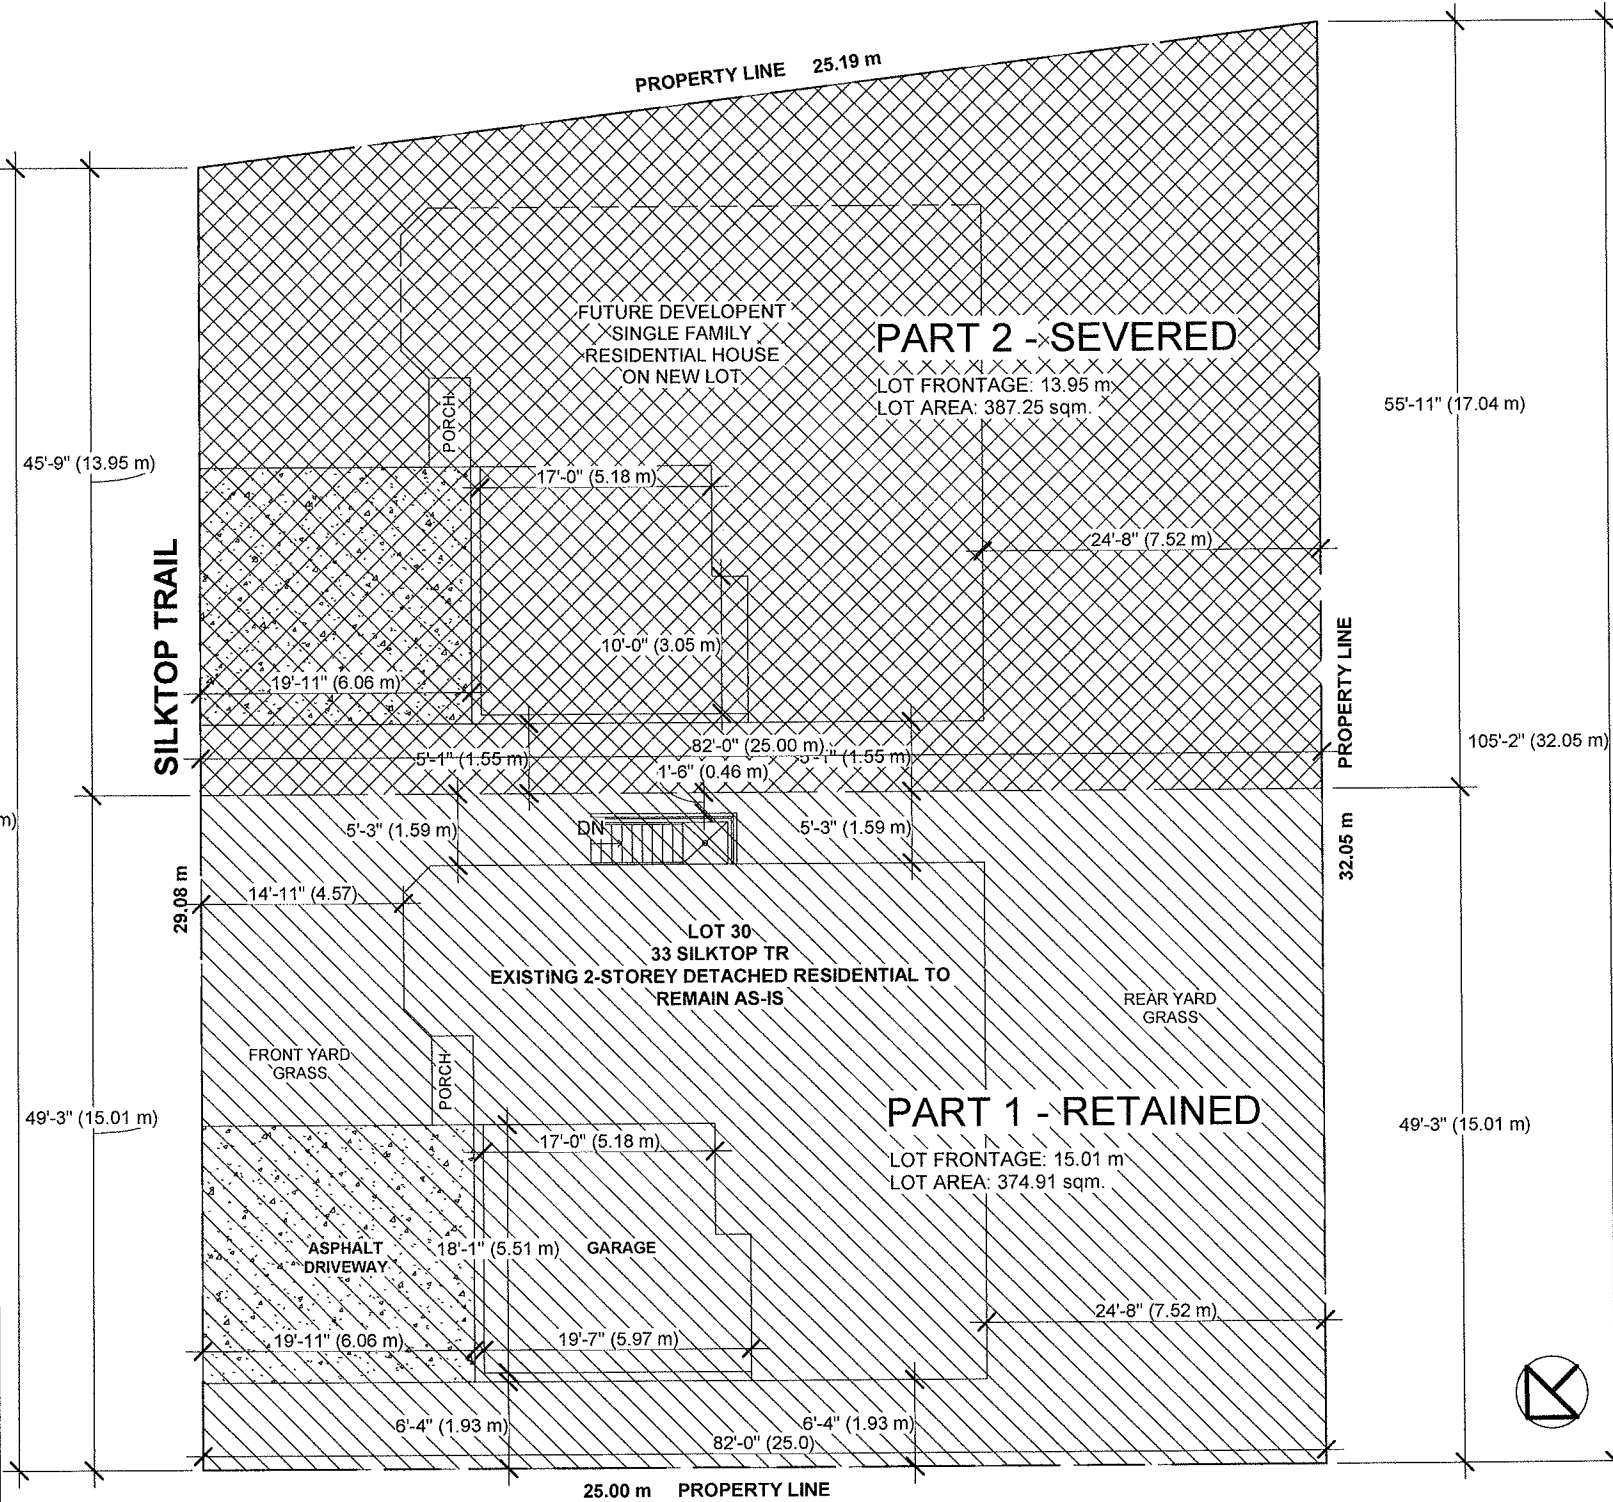 PROPERTY LINE 25.19 m
FUTURE DEVELOPENT
SINGLE FAMILY
RESIDENTIAL HOUSE
ON NEW LOT
PART 2 - SEVERED
LOT FRONTAGE: 13.95 m
LOT AREA: 387.25 sqm.
55'-11" (17.04 m)
PORCH
45'-9" (13.95 m)
17'-0" (5.18 m)
24'-8" (7.52 m)
SILKTOP TRAIL
10'-0" (3.05 m)
19'-11" (6.06 m)
PROPERTY LINE
82'-0" (25.00 m)
5'-1" (1.55 m)
5'-1" (1.55 m)
105'-2" (32.05 m)
1'-6" (0.46 m)
m)
5'-3" (1.59 m)
DN
5'-3" (1.59 m)
32.05 m
29.08 m
14'-11" (4.57)
LOT 30
33 SILKTOP TR
EXISTING 2-STOREY DETACHED RESIDENTIAL TO
REMAIN AS-IS
REAR YARD
GRASS
FRONT YARD
GRASS
PORCH
PART 1 - RETAINED
LOT FRONTAGE: 15.01 m
LOT AREA: 374.91 sqm.
49'-3" (15.01 m)
49'-3" (15.01 m)
17'-0" (5.18 m)
ASPHALT
DRIVEWAY
18'-1" (5.51 m)
GARAGE
24'-8" (7.52 m)
19'-11" (6.06 m)
19'-7" (5.97 m)
6'-4" (1.93 m)
6'-4" (1.93 m)
82'-0" (25.0)
25.00 m PROPERTY LINE